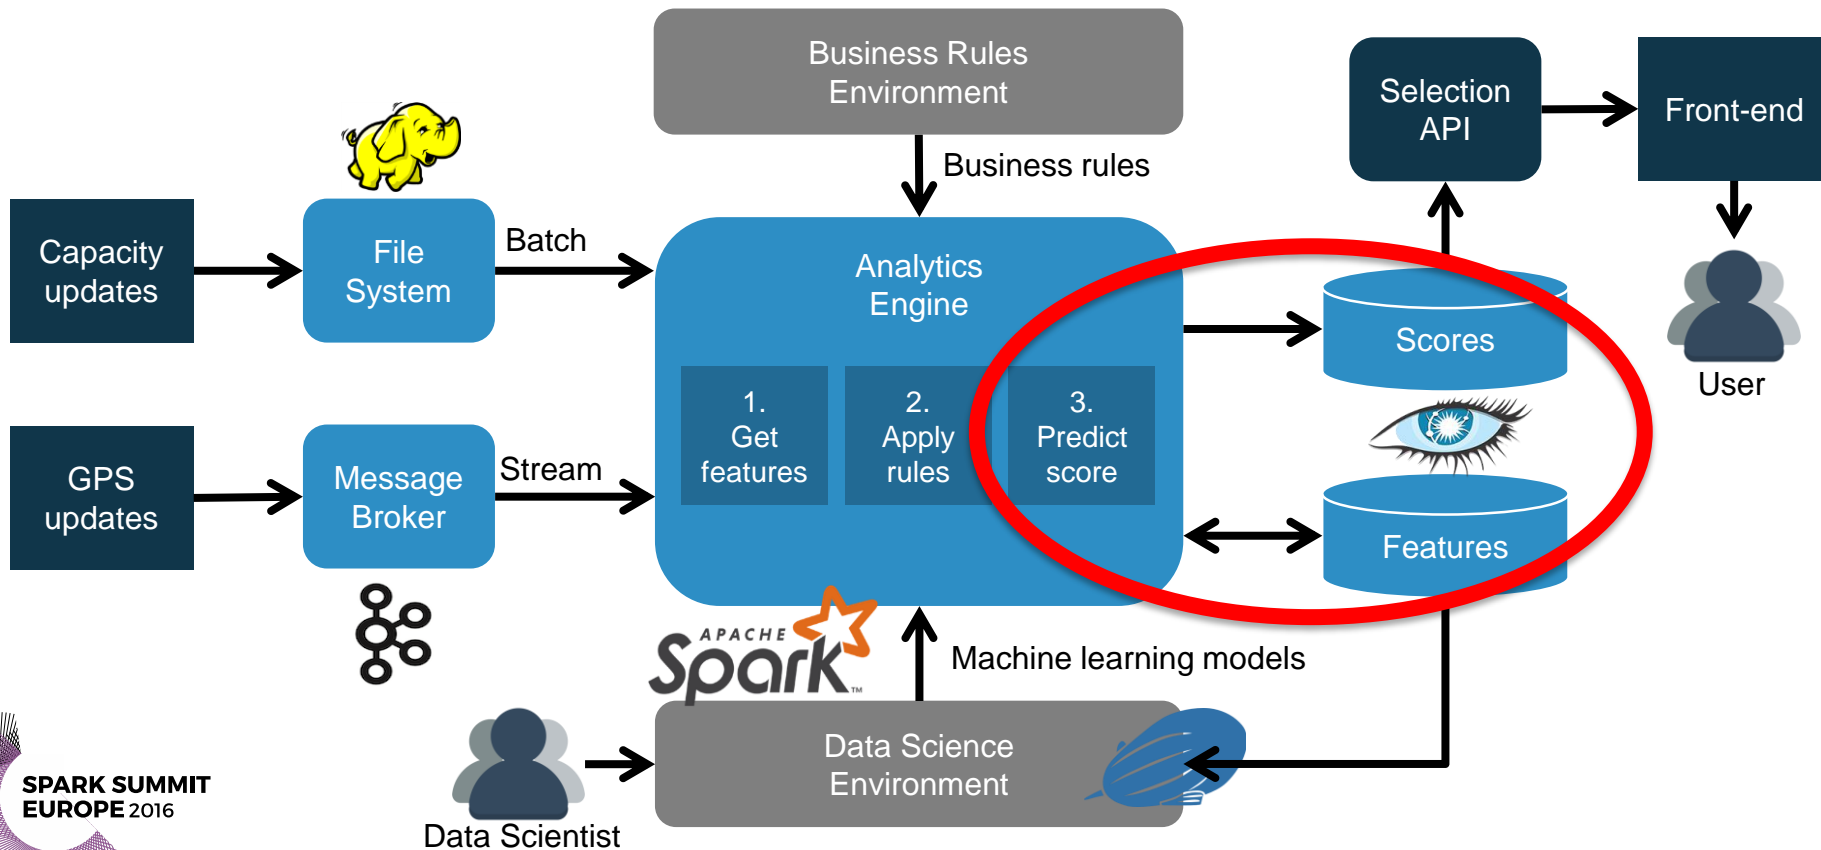 Business Rules
Environment
Selection
API
Front-end
Business rules
Capacity
updates
File
System
Batch
Analytics
Engine
Scores
User
1.
Get
features
2.
Apply
rules
3.
Predict
score
GPS
updates
Message
Broker
Stream
Features
APACHE
Spark™
Machine learning models
Data Science
Environment
SPARK SUMMIT
EUROPE 2016
Data Scientist